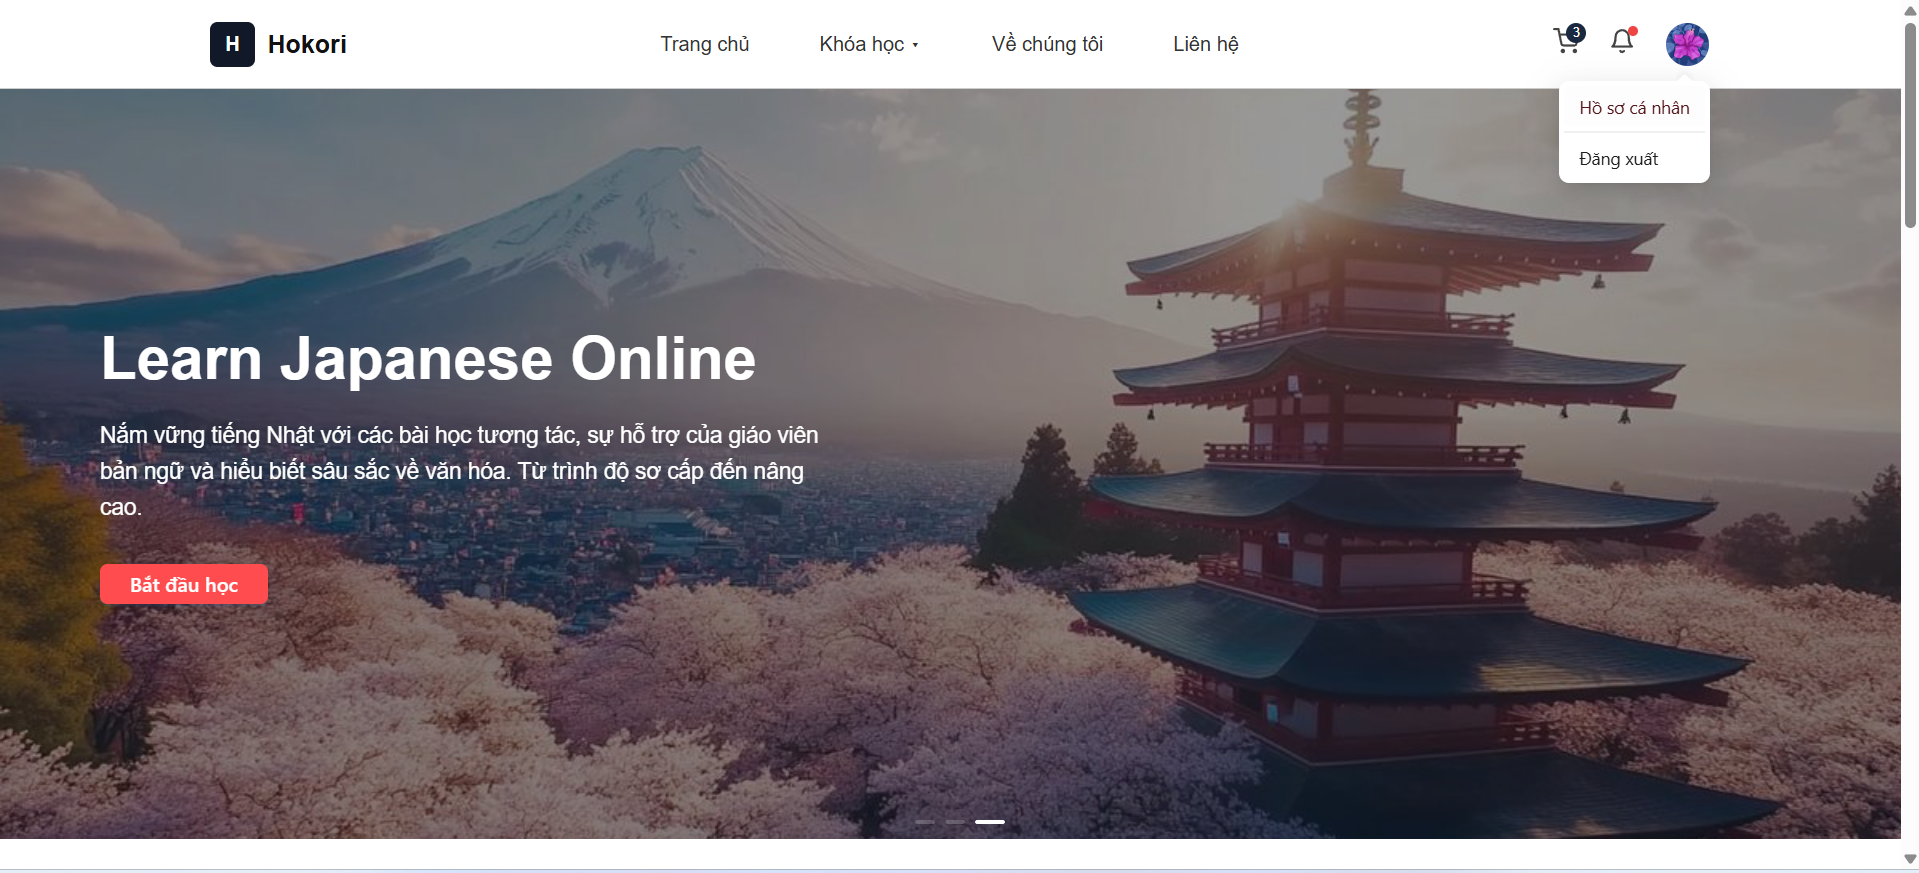 H Hokori
Trang chủ
Khóa học
Về chúng tôi
Liên hệ
3
Hồ sơ cá nhân
Đăng xuất
Learn Japanese Online
Nắm vững tiếng Nhật với các bài học tương tác, sự hỗ trợ của giáo viên
bản ngữ và hiểu biết sâu sắc về văn hóa. Từ trình độ sơ cấp đến nâng
cao.
Bắt đầu học